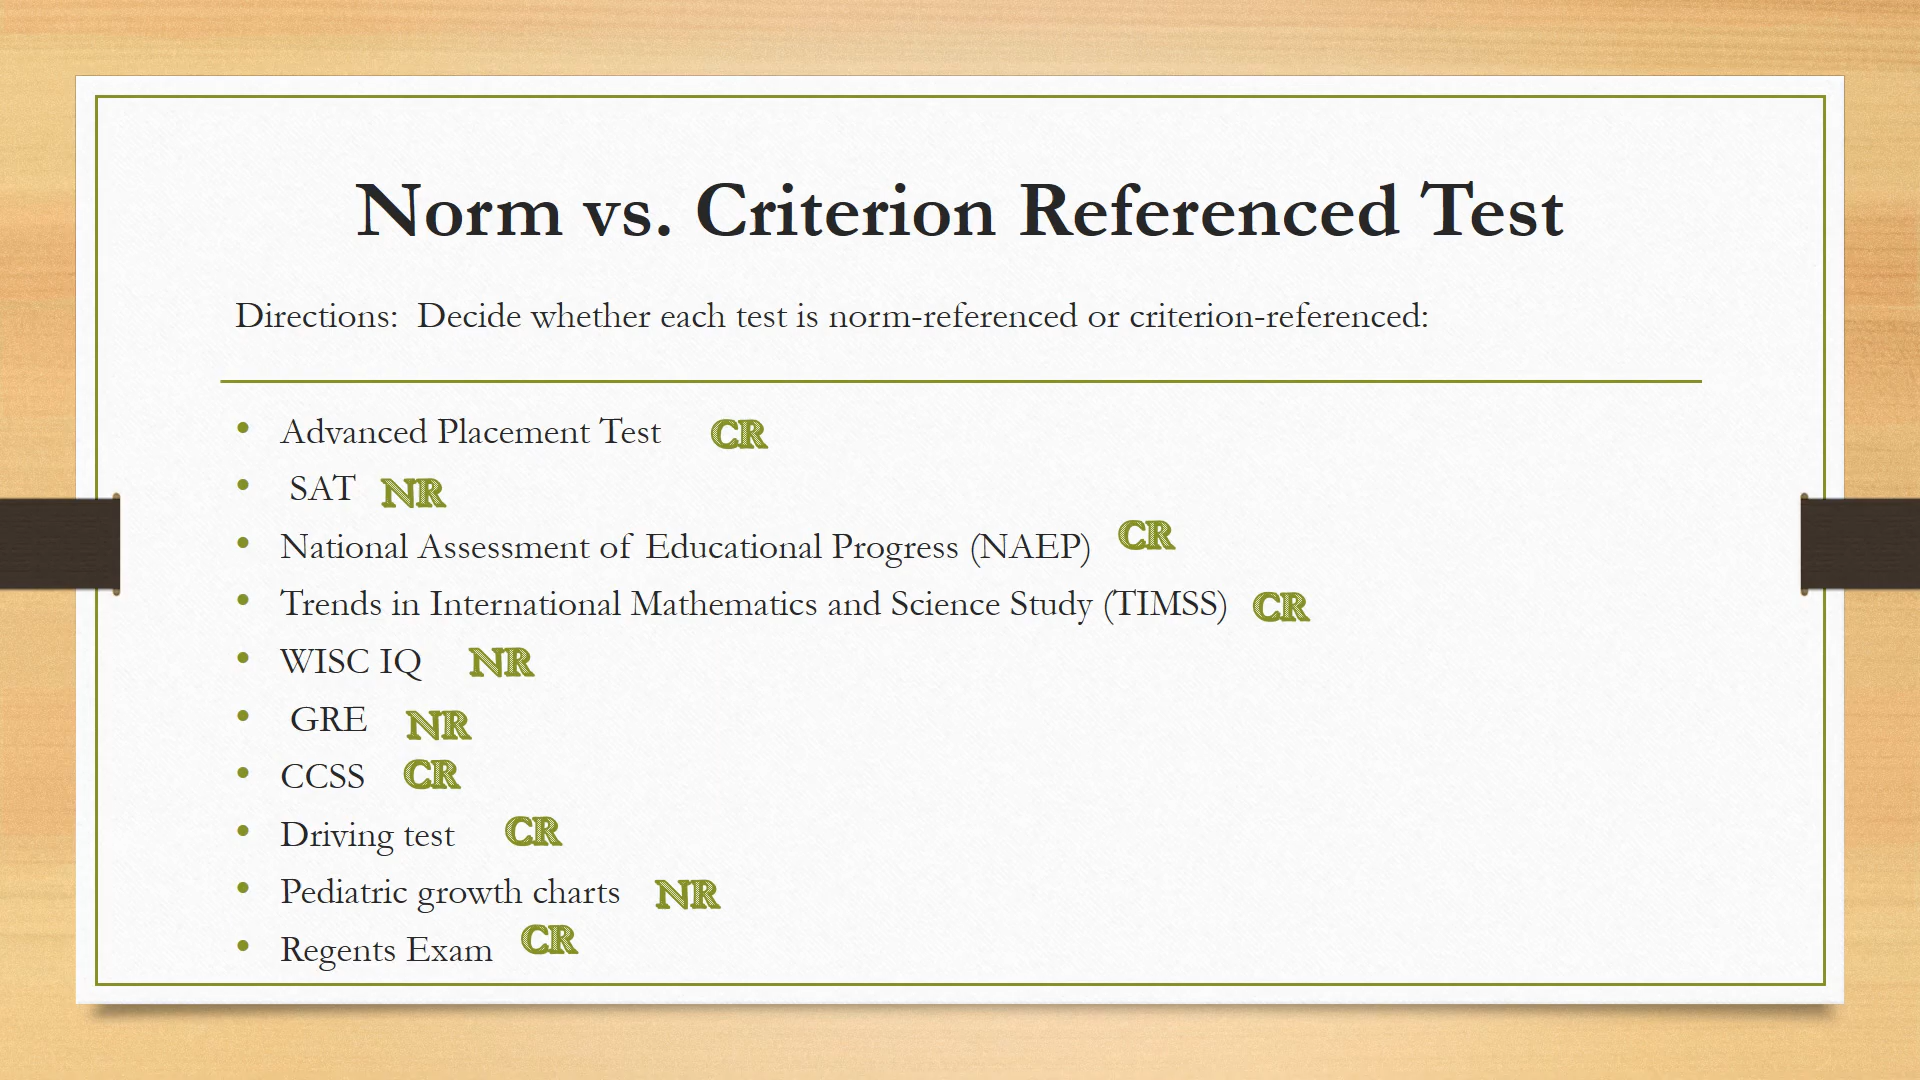 Norm vs. Criterion Referenced Test
Directions: Decide whether each test is norm-referenced or criterion-referenced:
• Advanced Placement Test CR
• SAT NR
• National Assessment of Educational Progress (NAEP) CR
• Trends in International Mathematics and Science Study (TIMSS) CR
• WISC IQ NR
• GRE NR
• CCSS CR
• Driving test CR
• Pediatric growth charts NR
• Regents Exam CR